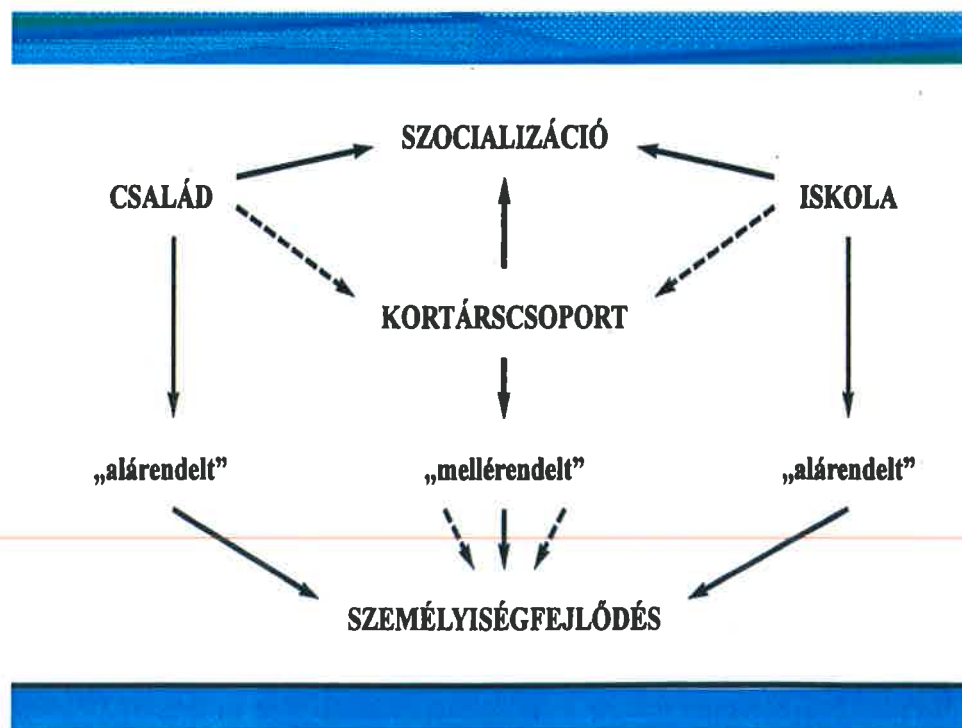 SZOCIALIZÁCIÓ
CSALÁD
ISKOLA
KORTÁRSCSOPORT
„alárendelt”
„mellérendelt”
„alárendelt”
SZEMÉLYISÉGFEJLŐDÉS